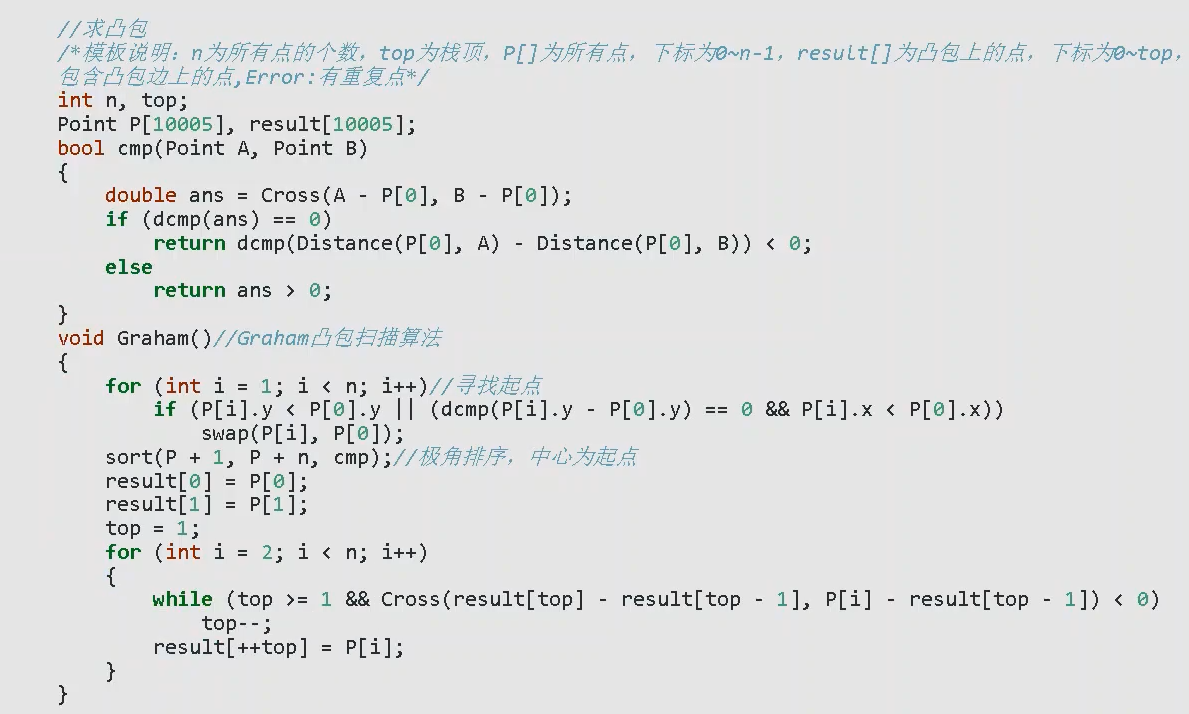 //求凸包
/*模板说明：n为所有点的个数，top为栈顶，P[]为所有点，下标为0~n-1，result[]为凸包上的点，下标为0~top，
包含凸包边上的点,Error:有重复点*/
int n, top;
Point P[10005], result[10005];
bool cmp(Point A, Point B)
{
    double ans = Cross(A - P[0], B - P[0]);
    if (dcmp(ans) == 0)
        return dcmp(Distance(P[0], A) - Distance(P[0], B)) < 0;
    else
        return ans > 0;
}
void Graham()//Graham凸包扫描算法
{
    for (int i = 1; i < n; i++)//寻找起点
        if (P[i].y < P[0].y || (dcmp(P[i].y - P[0].y) == 0 && P[i].x < P[0].x))
            swap(P[i], P[0]);
    sort(P + 1, P + n, cmp);//极角排序，中心为起点
    result[0] = P[0];
    result[1] = P[1];
    top = 1;
    for (int i = 2; i < n; i++)
    {
        while (top >= 1 && Cross(result[top] - result[top - 1], P[i] - result[top - 1]) < 0)
            top--;
        result[++top] = P[i];
    }
}